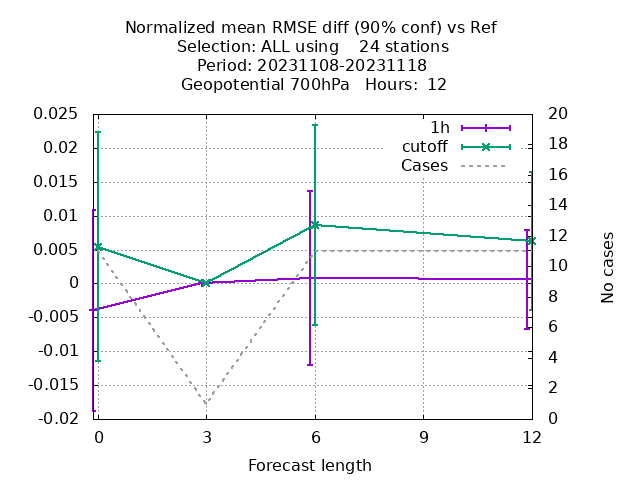 Normalized mean RMSE diff (90% conf) vs Ref
Selection: ALL using    24 stations
Period: 20231108-20231118
Geopotential 700hPa   Hours:  12
1h
cutoff
Cases
0.025
0.02
0.015
0.01
0.005
0
-0.005
-0.01
-0.015
-0.02
20
18
16
14
12
10
8
6
4
2
0
No cases
0 3 6 9 12
Forecast length